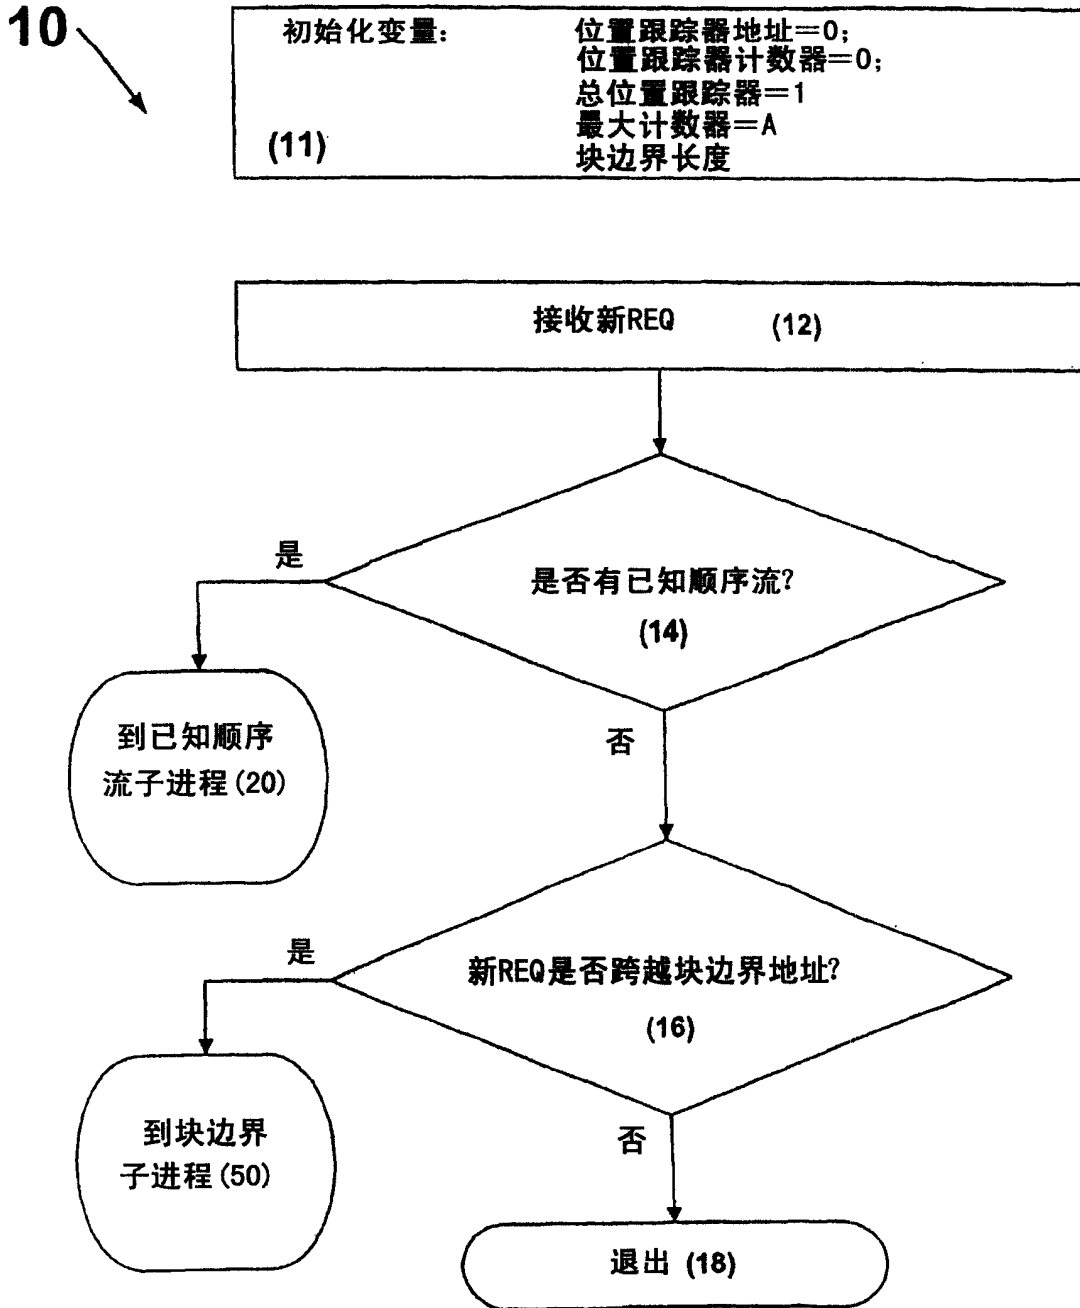 10
初始化变量: 位置跟踪器地址=0;
位置跟踪器计数器=0;
总位置跟踪器=1
最大计数器=A
(11)
块边界长度
接收新REQ (12)
是
是否有已知顺序流?
(14)
到已知顺序
流子进程(20)
否
是
新REQ是否跨越块边界地址?
(16)
到块边界
子进程(50)
否
退出 (18)